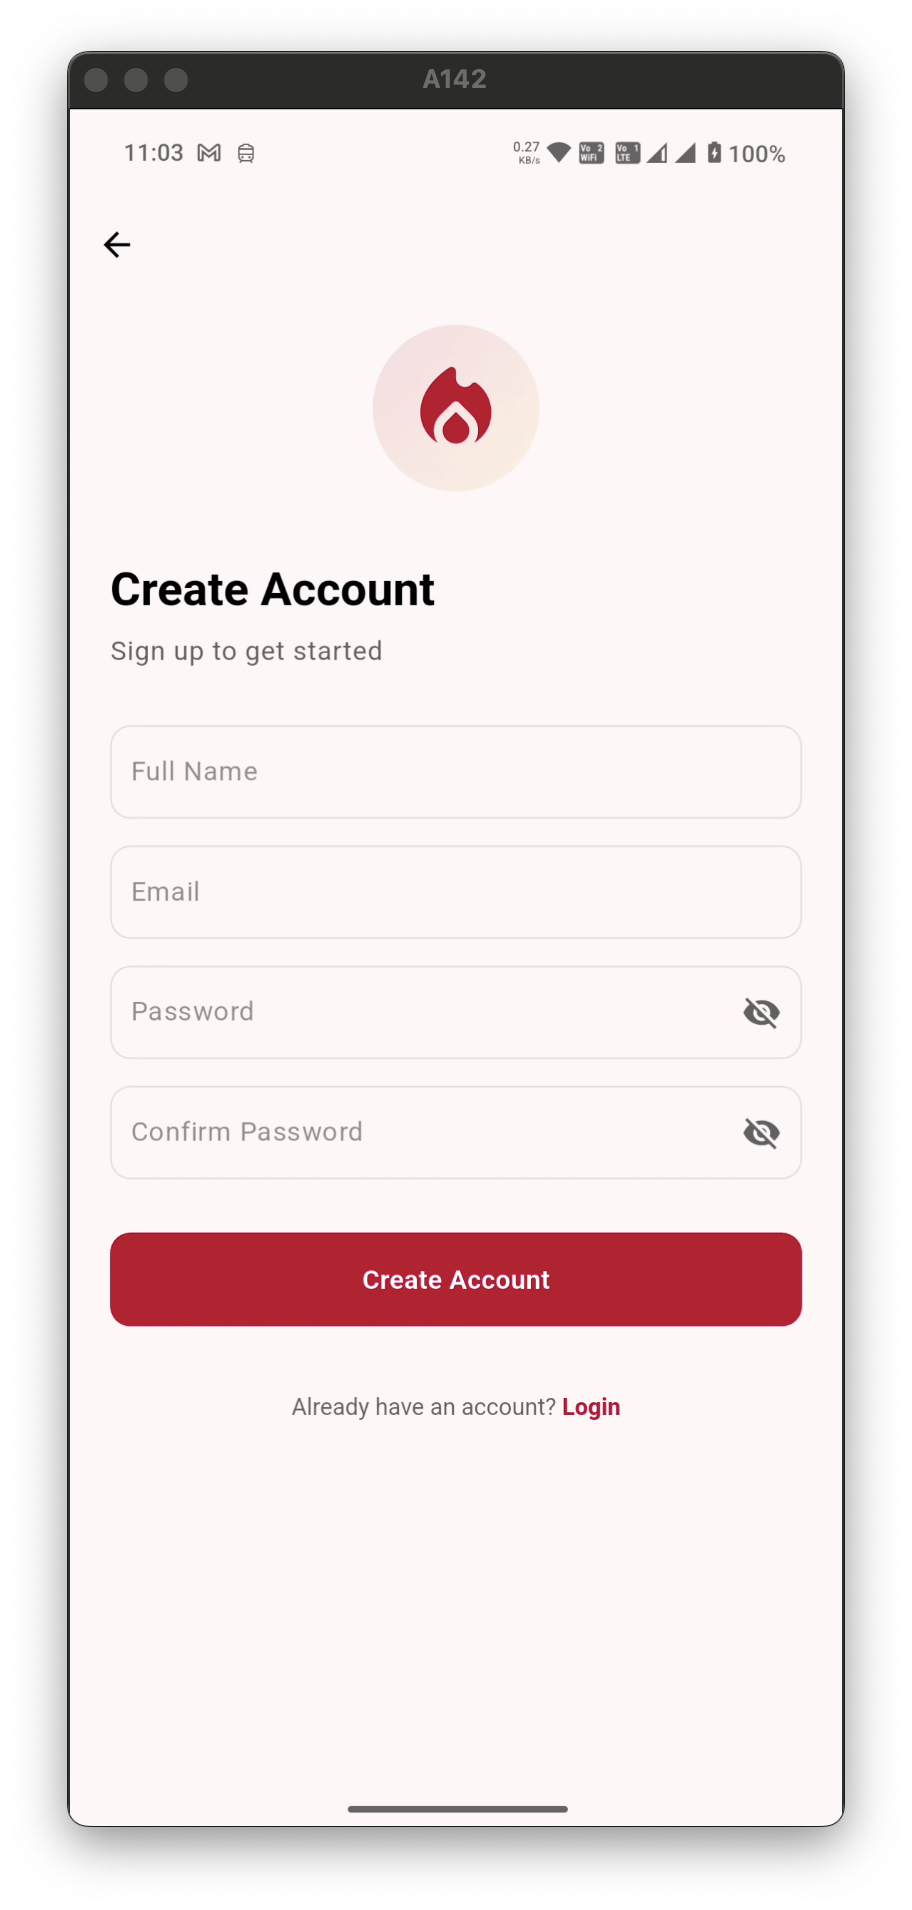 A142
11:03
0.27
KB/s
Vo 2
WiFi
Vo 1
LTE
100%
Create Account
Sign up to get started
Full Name
Email
Password
Confirm Password
Create Account
Already have an account? Login